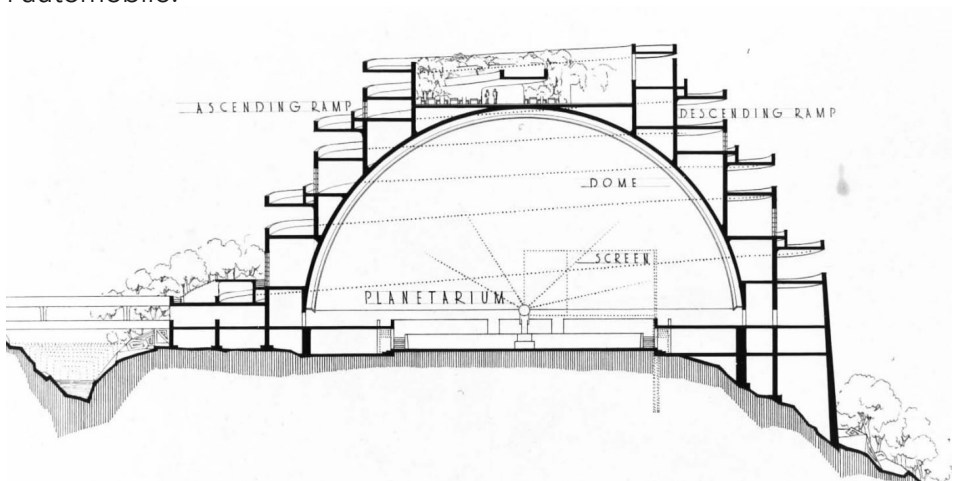 l'automobile.
ASCENDING RAMP
DESCENDING RAMP
DOME
SCREEN
PLANETARIUM